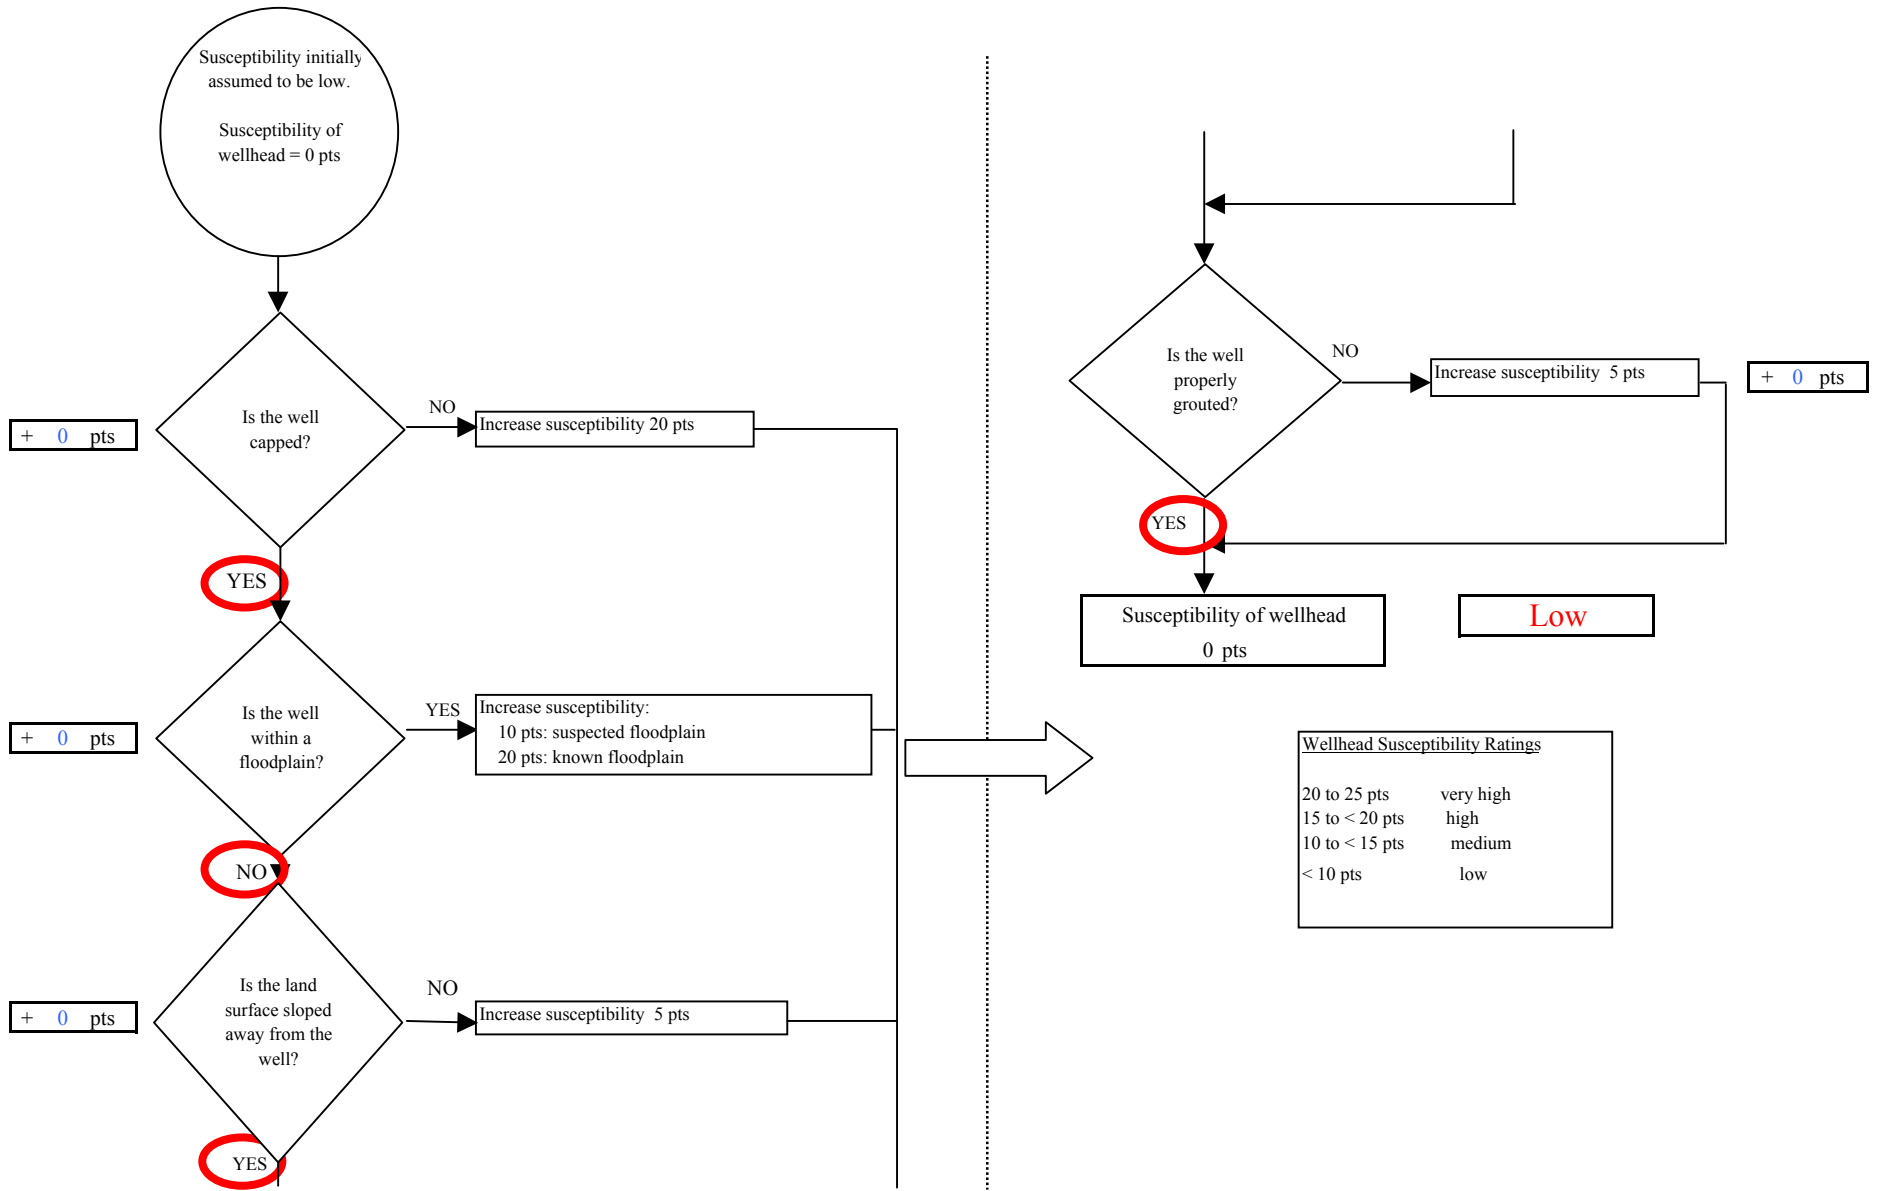 Susceptibility initially
assumed to be low.
Susceptibility of
wellhead = 0 pts
Is the well
capped?
NO
Increase susceptibility 20 pts
+ 0 pts
YES
Is the well
within a
floodplain?
YES
Increase susceptibility:
10 pts: suspected floodplain
20 pts: known floodplain
+ 0 pts
NO
Is the land
surface sloped
away from the
well?
NO
Increase susceptibility 5 pts
+ 0 pts
YES
Is the well
properly
grouted?
NO
Increase susceptibility 5 pts
+ 0 pts
YES
Susceptibility of wellhead
0 pts
Low
Wellhead Susceptibility Ratings
20 to 25 pts very high
15 to < 20 pts high
10 to < 15 pts medium
< 10 pts low